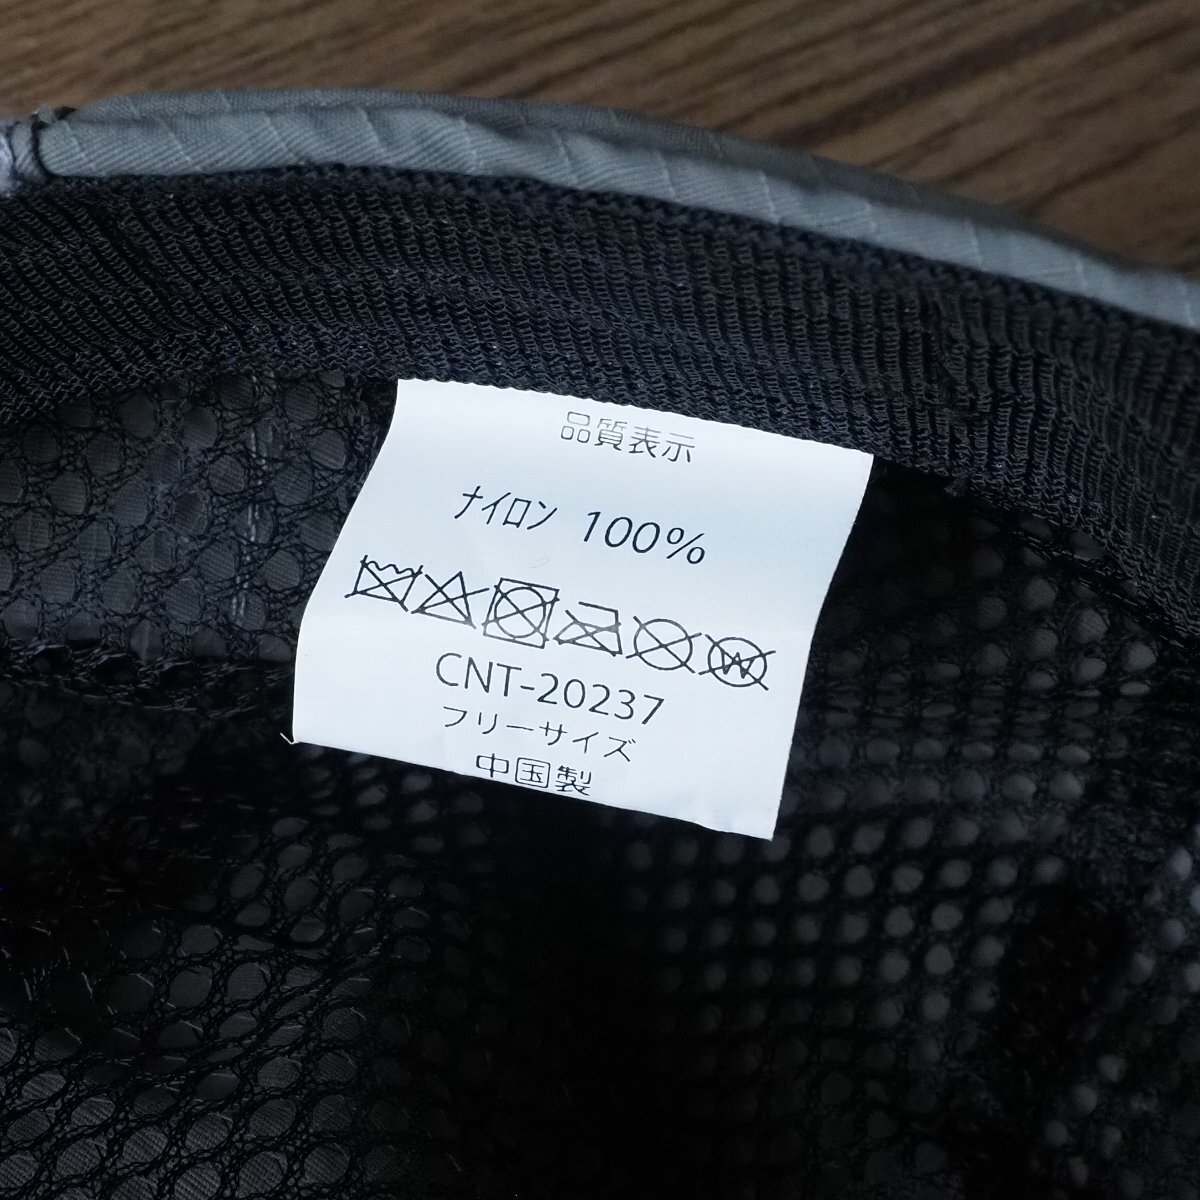 品質表示
ナイロン 100%
CNT-20237
フリーサイズ
中国製